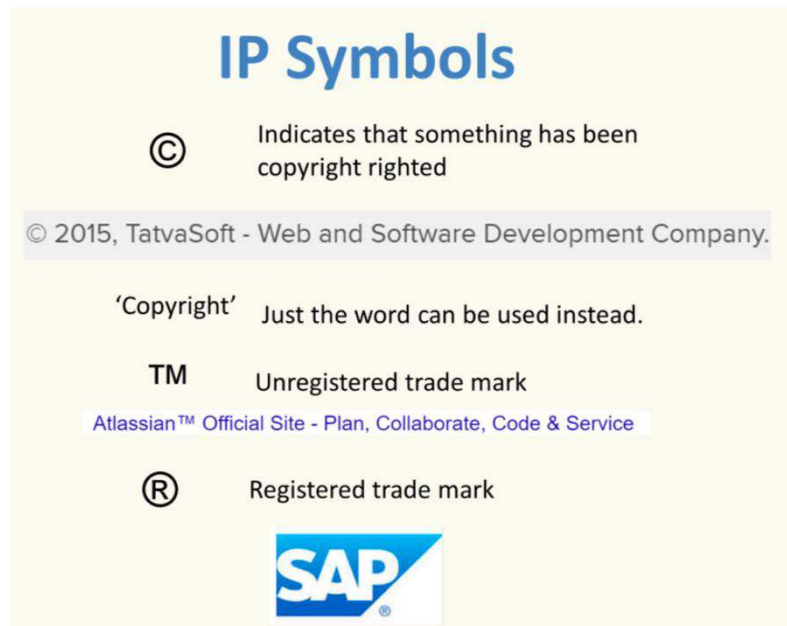 IP Symbols
© Indicates that something has been
copyright righted
© 2015, TatvaSoft - Web and Software Development Company.
‘Copyright’ Just the word can be used instead.
TM Unregistered trade mark
Atlassian™ Official Site - Plan, Collaborate, Code & Service
® Registered trade mark
SAP
®